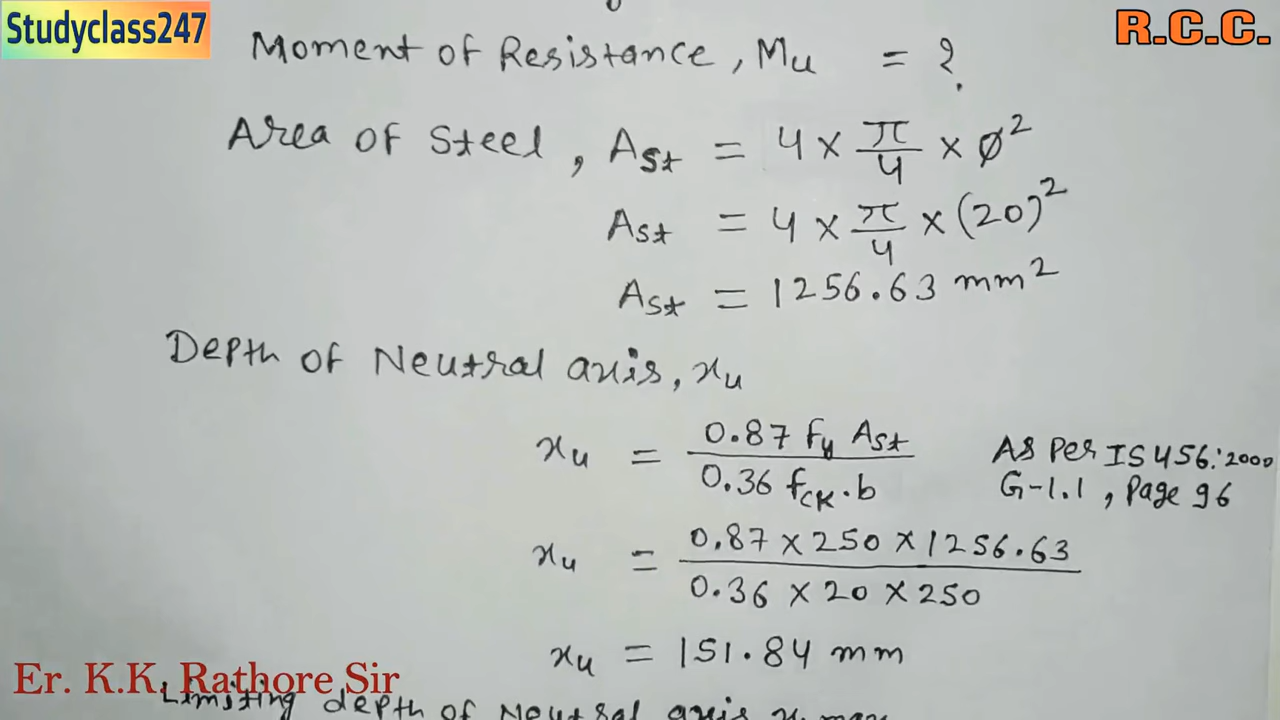 Studyclass247
R.C.C.
Moment of Resistance, Mu = ?
Area of Steel, Ast = 4 × π/4 × ø²
Ast = 4 × π/4 × (20)²
Ast = 1256.63 mm²
Depth of Neutral axis, xu
xu = 0.87 fy Ast / 0.36 fck·b
As per IS 456:2000
G-1.1, Page 96
xu = 0.87 × 250 × 1256.63 / 0.36 × 20 × 250
xu = 151.84 mm
Er. K.K. Rathore Sir
Limiting depth of Neutral axis xu max